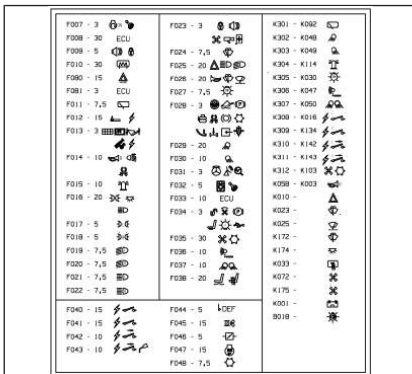 F007 - 3
F008 - 30 ECU
F009 - 5
F010 - 30
F080 - 15
F081 - 3 ECU
F011 - 7,5
F012 - 15
F013 - 3
F014 - 10
F015 - 10
F016 - 20
F017 - 5
F018 - 5
F019 - 7,5
F020 - 7,5
F021 - 7,5
F022 - 7,5
F040 - 15
F041 - 15
F042 - 10
F043 - 10
F023 - 3
F024 - 7,5
F025 - 20
F026 - 20
F027 - 7,5
F028 - 3
F029 - 20
F030 - 10
F031 - 3
F032 - 5
F033 - 10 ECU
F034 - 3
F035 - 30
F036 - 10
F037 - 10
F038 - 20
F044 - 5 DEF
F045 - 15
F046 - 5
F047 - 15
F048 - 7,5
K301 - K092
K302 - K048
K303 - K049
K304 - K114
K305 - K030
K306 - K047
K307 - K050
K308 - K016
K309 - K134
K310 - K142
K311 - K143
K312 - K103
K058 - K003
K010 -
K023 -
K025 -
K172 -
K174 -
K033 -
K072 -
K175 -
K001 -
B018 -